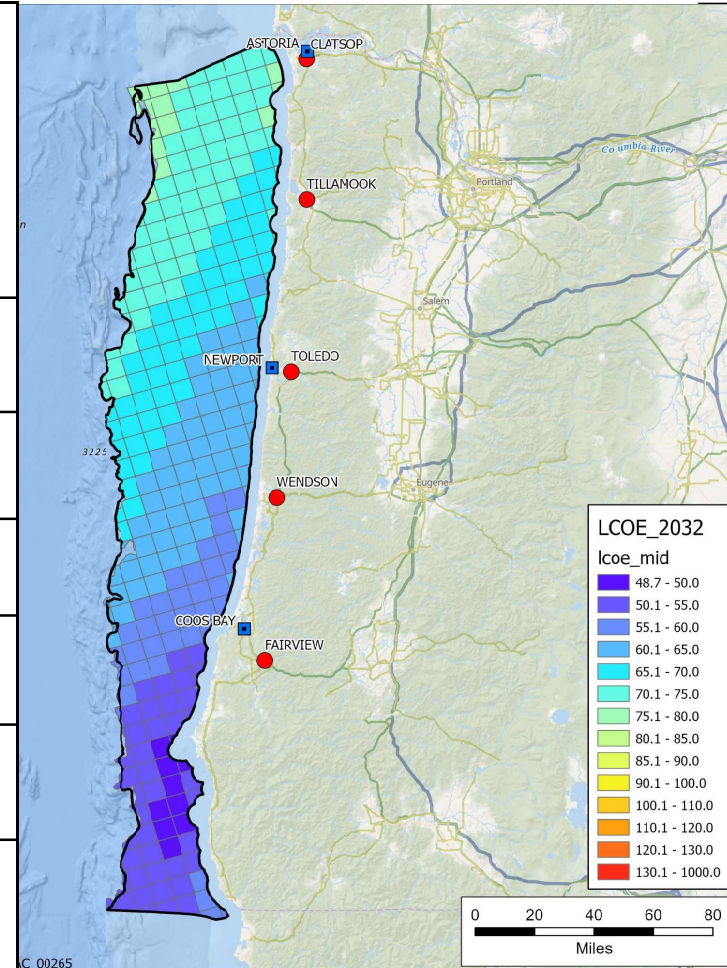 ASTORIA
CLATSOP
Columbia River
Portland
TILLAMOOK
n
Salem
NEWPORT
TOLEDO
3225
WENDSON
Eugene
COOS BAY
FAIRVIEW
LCOE_2032
lcoe_mid
48.7 - 50.0
50.1 - 55.0
55.1 - 60.0
60.1 - 65.0
65.1 - 70.0
70.1 - 75.0
75.1 - 80.0
80.1 - 85.0
85.1 - 90.0
90.1 - 100.0
100.1 - 110.0
110.1 - 120.0
120.1 - 130.0
130.1 - 1000.0
0 20 40 60 80
Miles
AC_00265